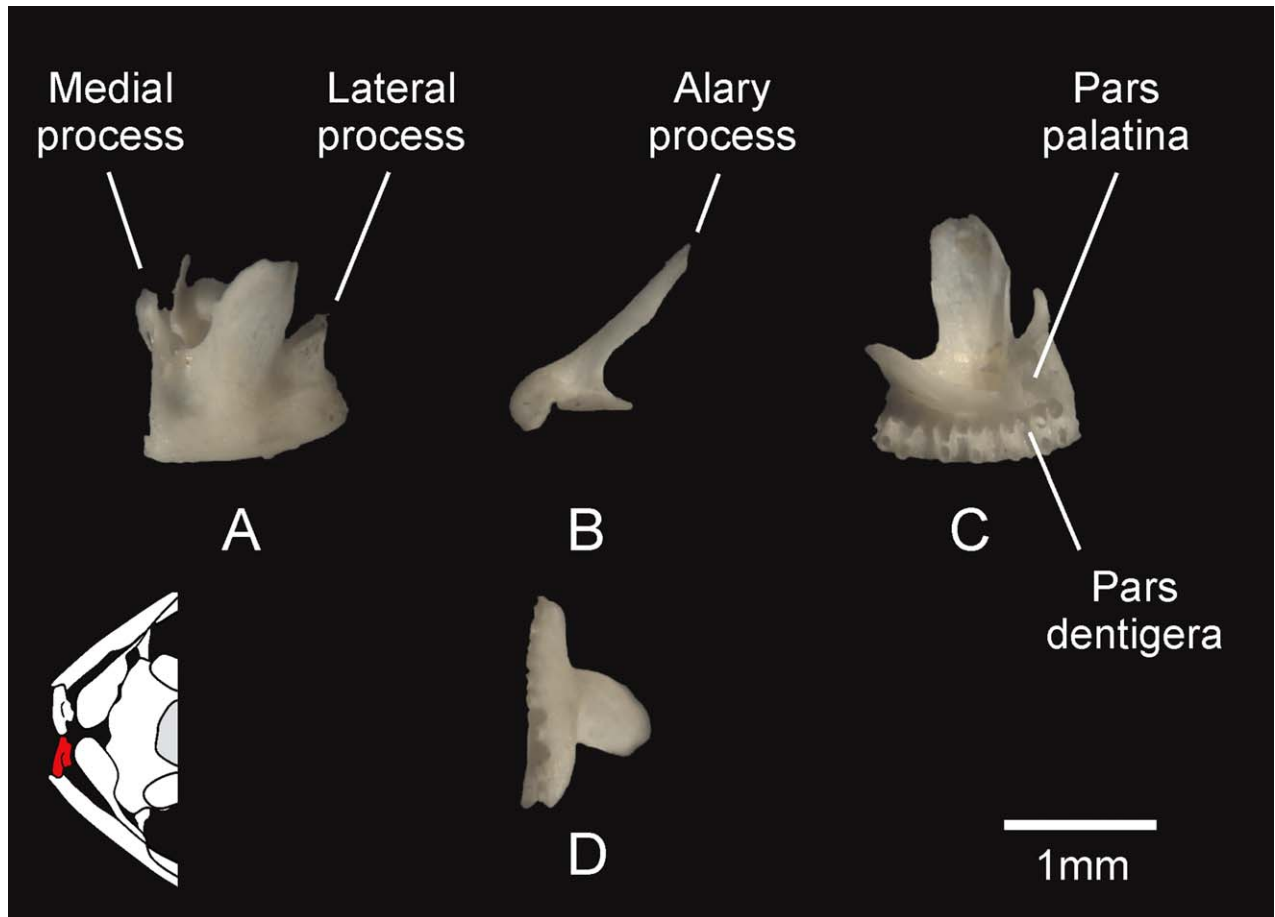 Medial
process
Lateral
process
Alary
process
Pars
palatina
A
B
C
Pars
dentigera
D
1mm